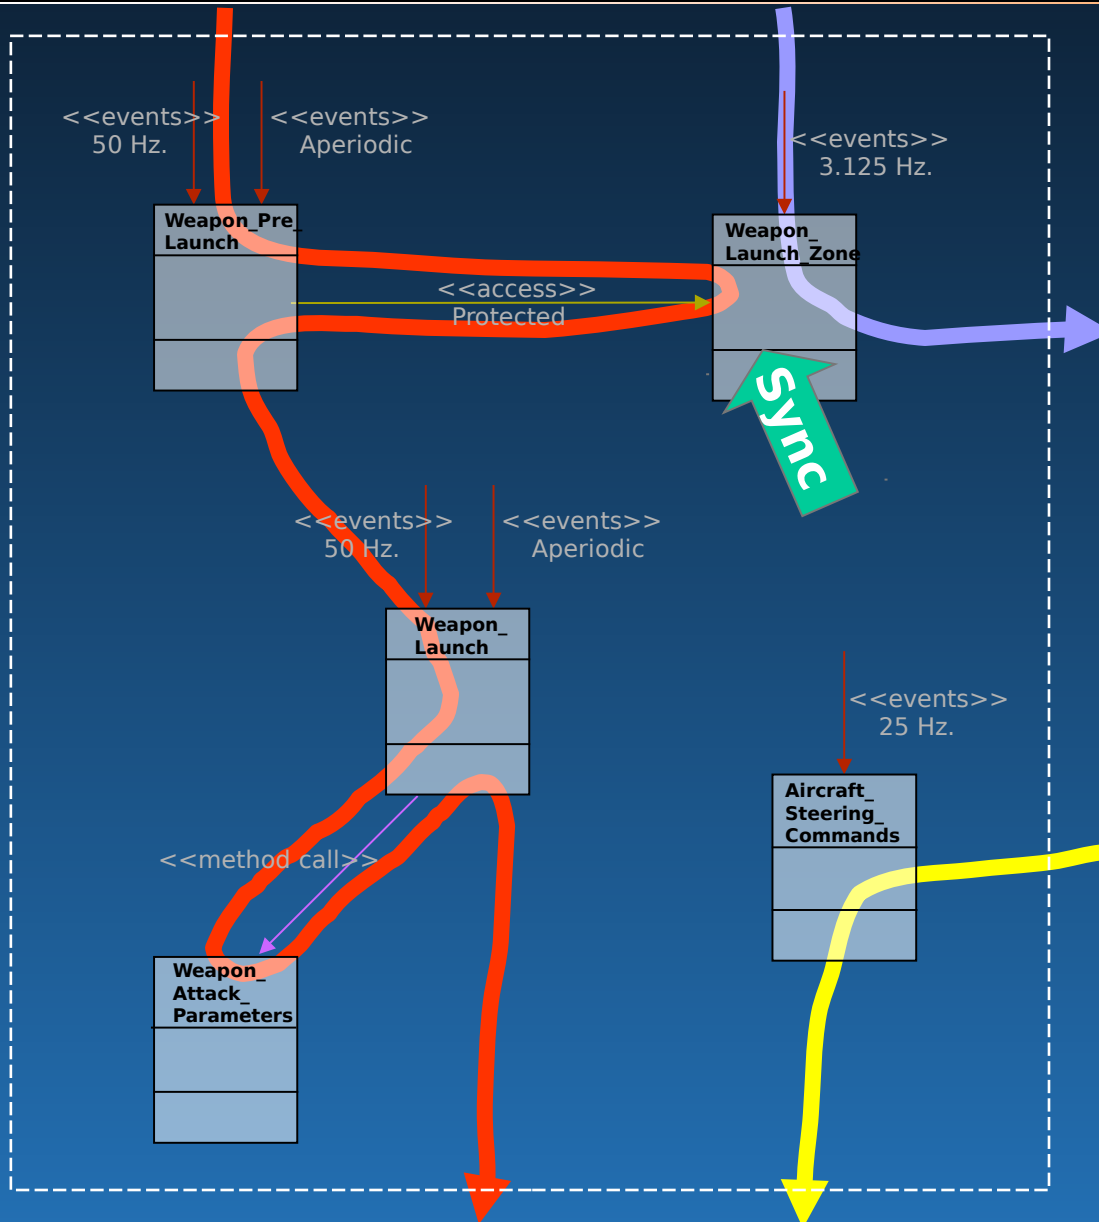 <<events>>
50 Hz.
<<events>>
Aperiodic
<<events>>
3.125 Hz.
Weapon_Pre_
Launch
Weapon_
Launch_Zone
<<access>>
Protected
Sync
<<events>>
50 Hz.
<<events>>
Aperiodic
Weapon_
Launch
<<events>>
25 Hz.
Aircraft_
Steering_
Commands
<<method call>>
Weapon_
Attack_
Parameters